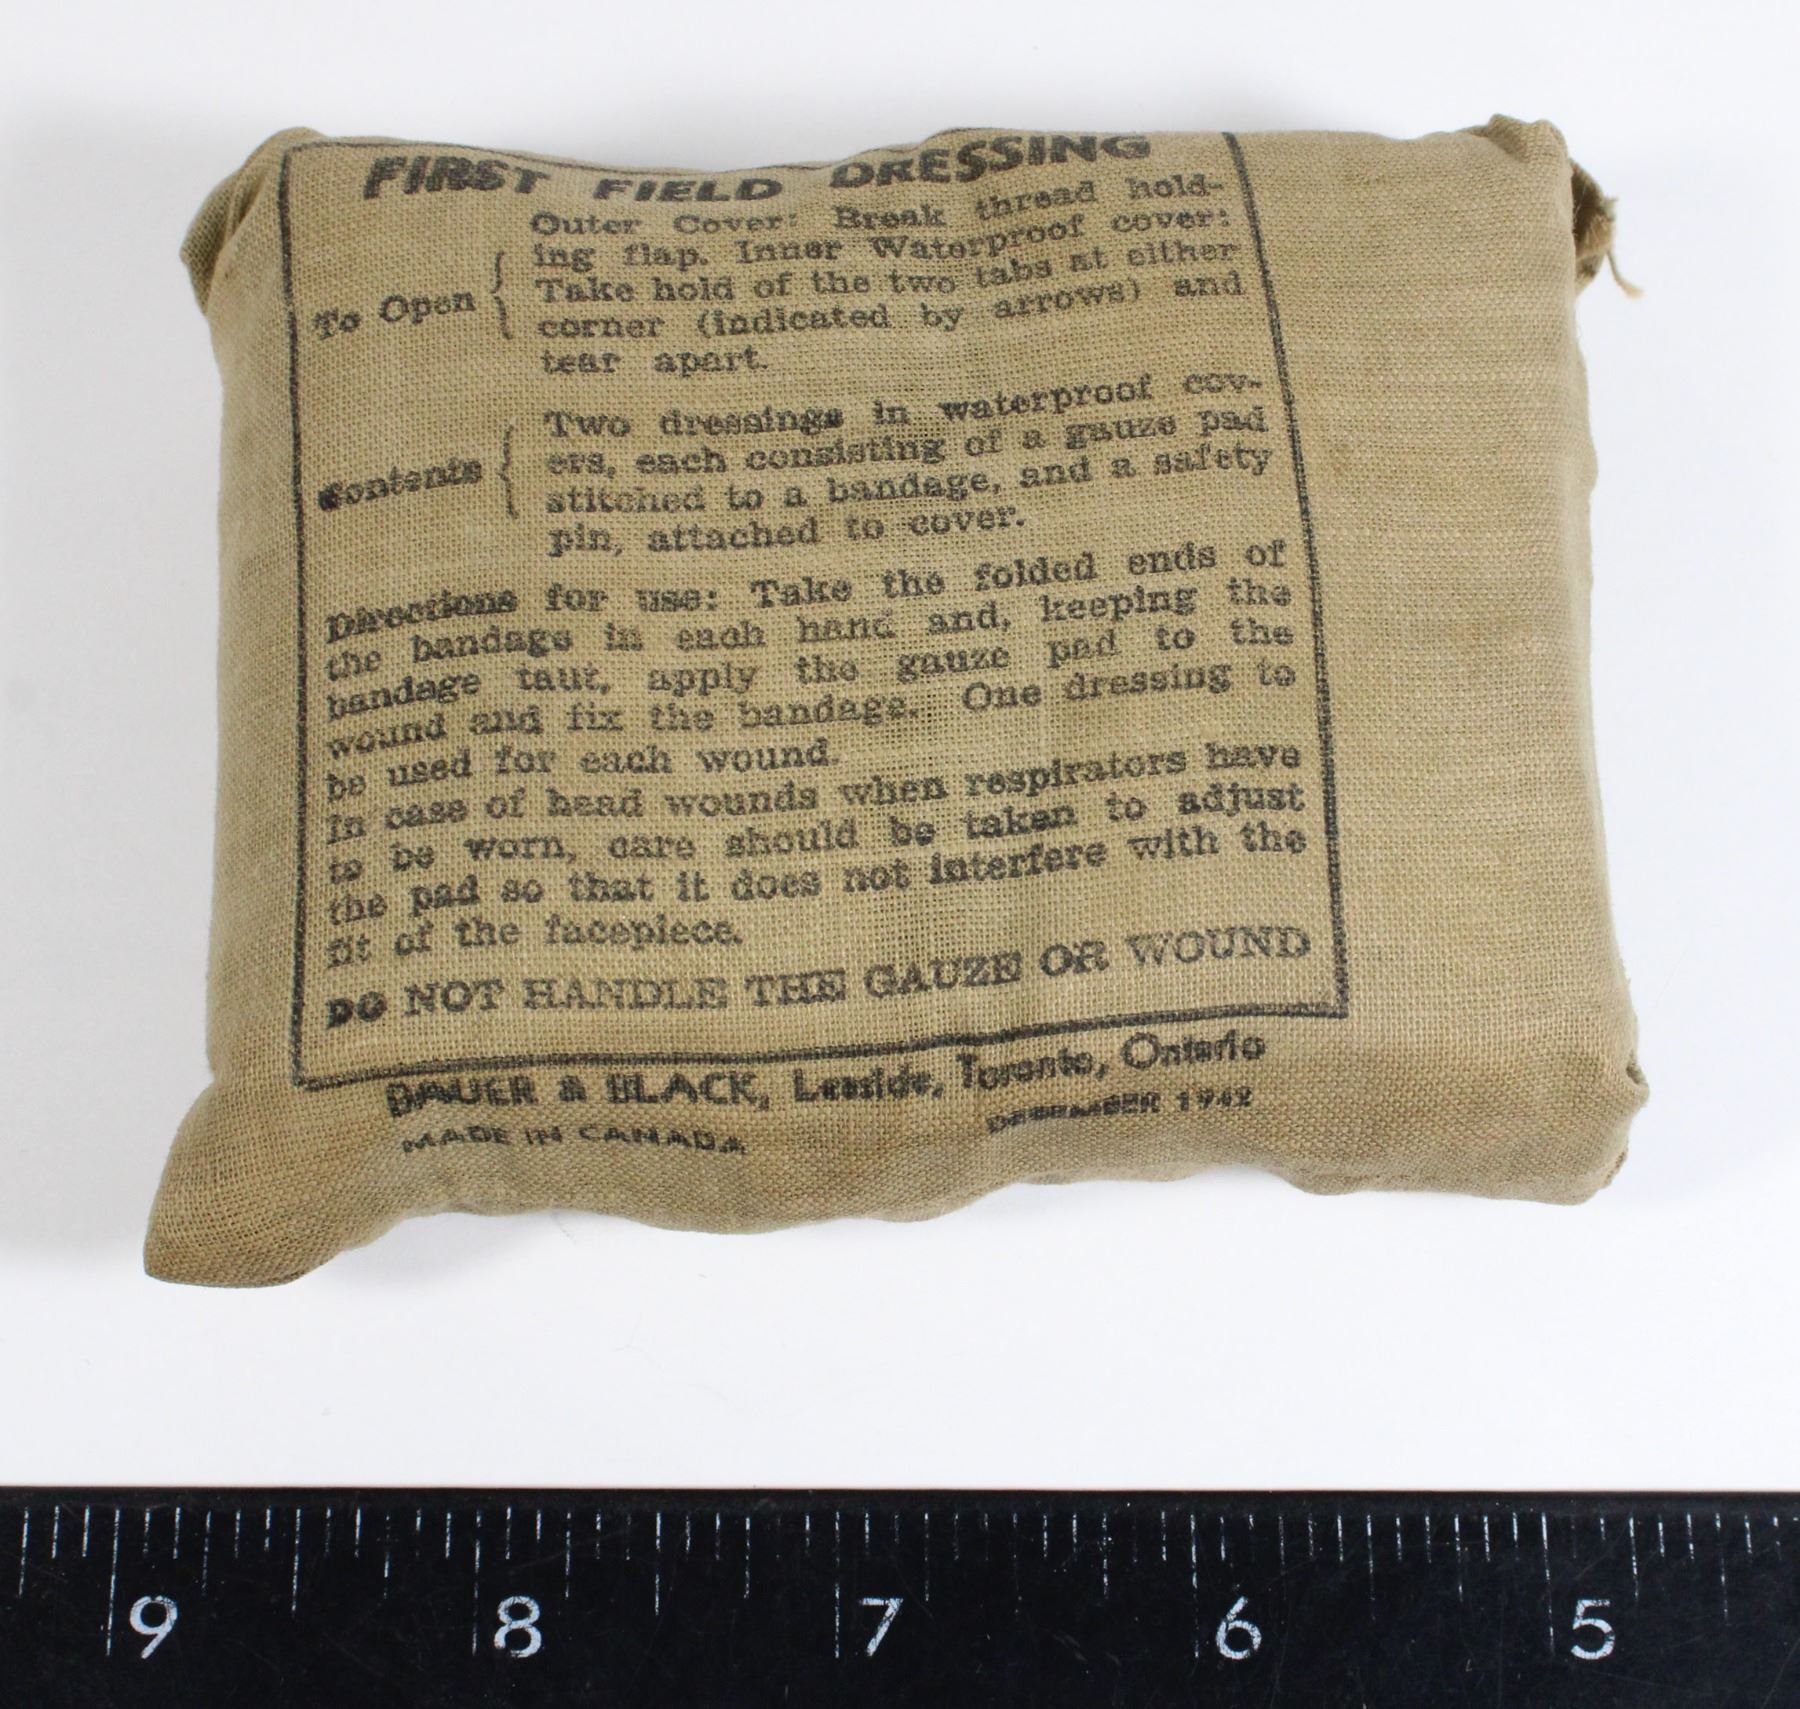 FIRST FIELD DRESSING
To Open { Outer Cover: Break thread hold-
ing flap. Inner Waterproof cover:
Take hold of the two tabs at either
corner (indicated by arrows) and
tear apart.
Contents { Two dressings in waterproof cov-
ers, each consisting of a gauze pad
stitched to a bandage, and a safety
pin, attached to cover.
Directions for use: Take the folded ends of
the bandage in each hand and, keeping the
bandage taut, apply the gauze pad to the
wound and fix the bandage. One dressing to
be used for each wound.
In case of head wounds when respirators have
to be worn, care should be taken to adjust
the pad so that it does not interfere with the
fit of the facepiece.
DO NOT HANDLE THE GAUZE OR WOUND
BAUER & BLACK, Leaside, Toronto, Ontario
MADE IN CANADA DECEMBER 1942
9 8 7 6 5